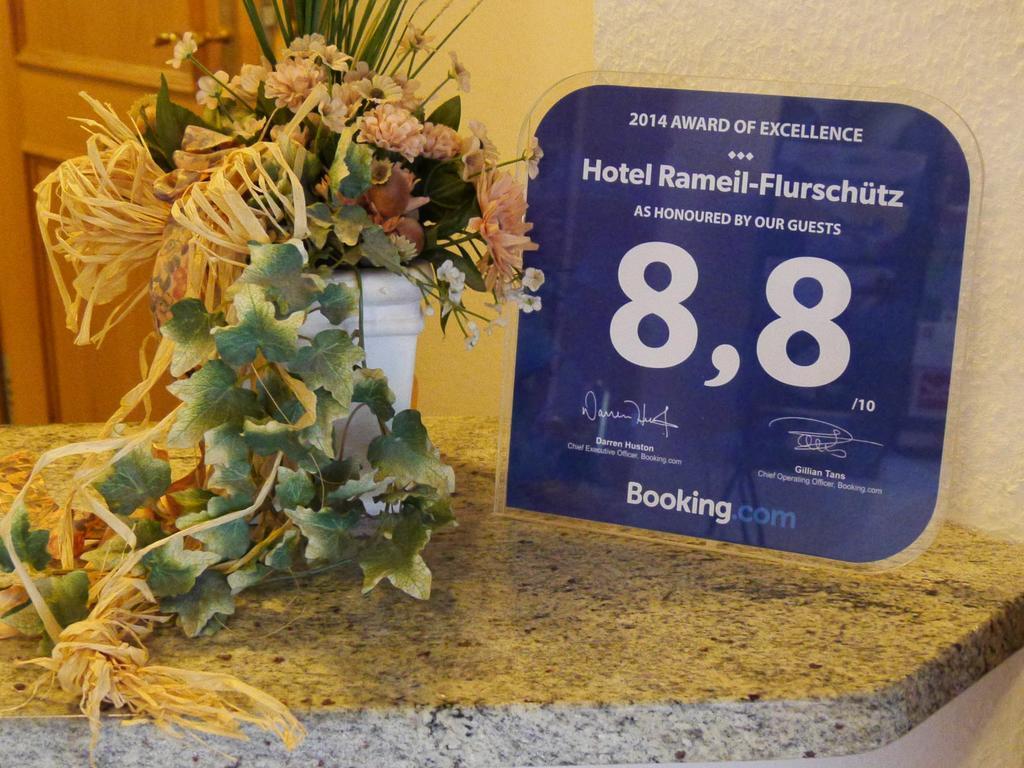 2014 AWARD OF EXCELLENCE
Hotel Rameil-Flurschütz
AS HONOURED BY OUR GUESTS
8,8
/10
Darren Huston
Chief Executive Officer, Booking.com
Gillian Tans
Chief Operating Officer, Booking.com
Booking.com